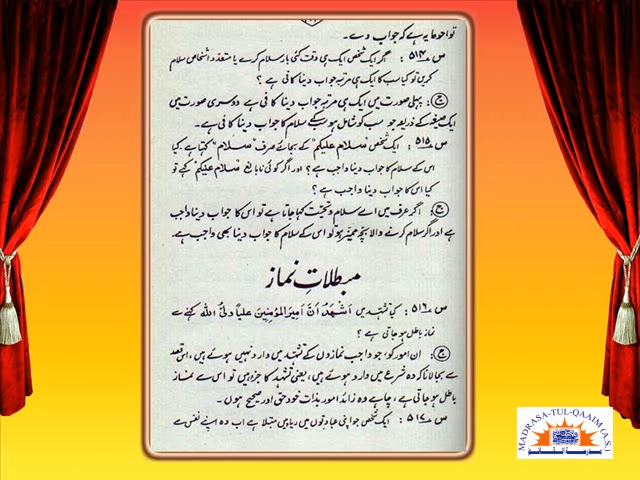 تو احوط یہ ہے کہ جواب دے۔
س ۵۱۴: اگر ایک شخص ایک ہی وقت کئی بار سلام کرے یا متعدد اشخاص سلام
کریں تو کیا سب کا ایک ہی مرتبہ جواب دینا کافی ہے ؟
ج: پہلی صورت میں ایک ہی مرتبہ جواب دینا کافی ہے دوسری صورت میں
ایک صیغہ کے ذریعہ جو سب کو شامل ہو سکے سلام کا جواب دینا کافی ہے۔
س ۵۱۵: ایک شخص "سلام علیکم" کے بجائے صرف "سلام" کہتا ہے کیا
اس کے سلام کا جواب دینا واجب ہے؟ اور اگر کوئی نابالغ "سلام علیکم" کہے تو
کیا اس کا جواب دینا واجب ہے ؟
ج: اگر عرف میں اسے سلام و تحیت کہا جاتا ہے تو اس کا جواب دینا واجب
ہے اور اگر سلام کرنے والا بچہ ممیز ہو تو اس کے سلام کا جواب دینا بھی واجب ہے۔
مبطلاتِ نماز
س ۵۱۶: کیا تشہد میں اَشْھَدُ اَنَّ اَمِیرَ الْمُؤمِنِینَ عَلِیّاً وَلِیُّ اللہ کہنے سے
نماز باطل ہو جاتی ہے ؟
ج: ان امور کو، جو واجب نمازوں کے تشہد میں وارد نہیں ہوئے ہیں، اس قصد
سے بجا لانا کہ وہ شرع میں وارد ہوئے ہیں، یعنی تشہد کا جز ہیں تو اس سے نماز
باطل ہو جاتی ہے، چاہے وہ زائد امور بذات خود حق اور صحیح ہوں۔
س ۵۱۷: ایک شخص جو اپنی عبادتوں میں ریا میں مبتلا ہے اب وہ اپنے نفس سے
MADRASA-TUL-QAAIM (A.S.)
مدرسة القائم